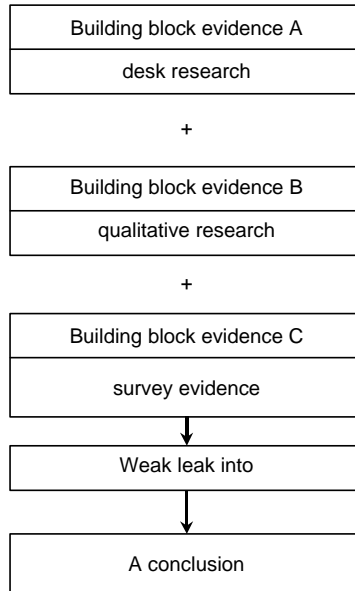 Building block evidence A
desk research
+
Building block evidence B
qualitative research
+
Building block evidence C
survey evidence
Weak leak into
A conclusion